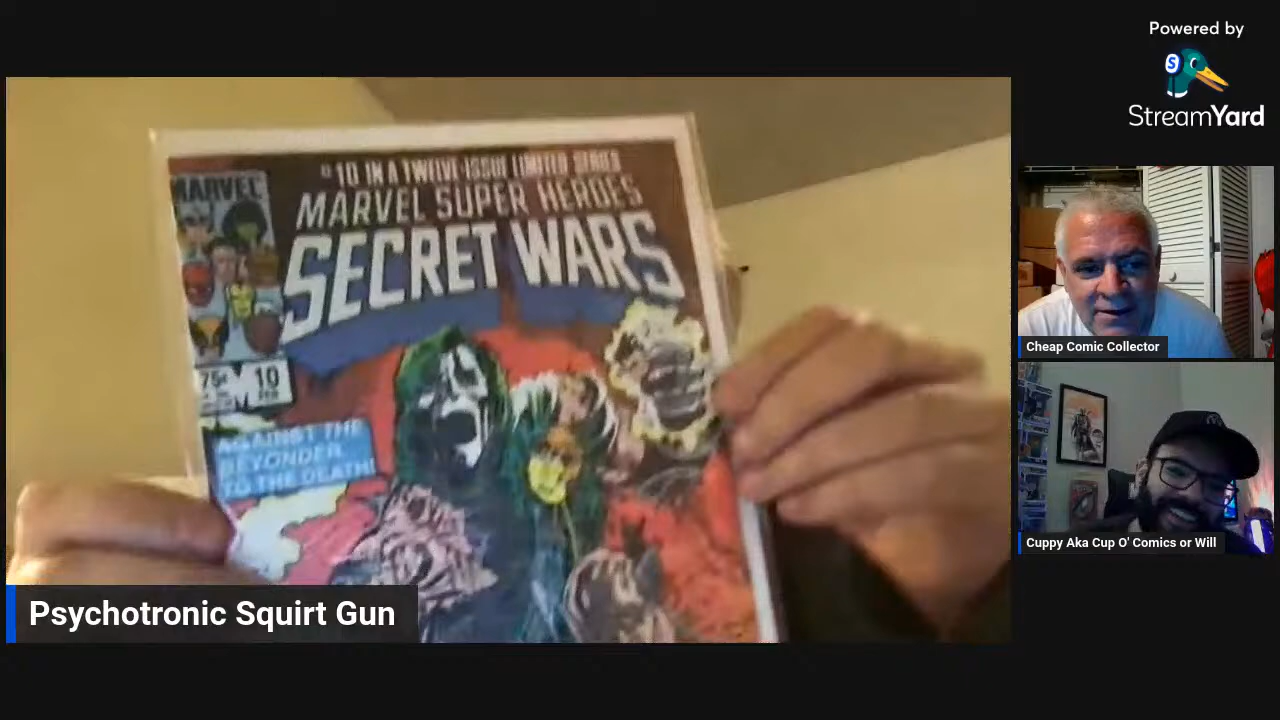 Powered by
StreamYard
#10 IN A TWELVE-ISSUE LIMITED SERIES
MARVEL
MARVEL SUPER HEROES
SECRET WARS
75¢
10
FEB
AGAINST THE
BEYONDER
TO THE DEATH!
Psychotronic Squirt Gun
Cheap Comic Collector
Cuppy Aka Cup O' Comics or Will